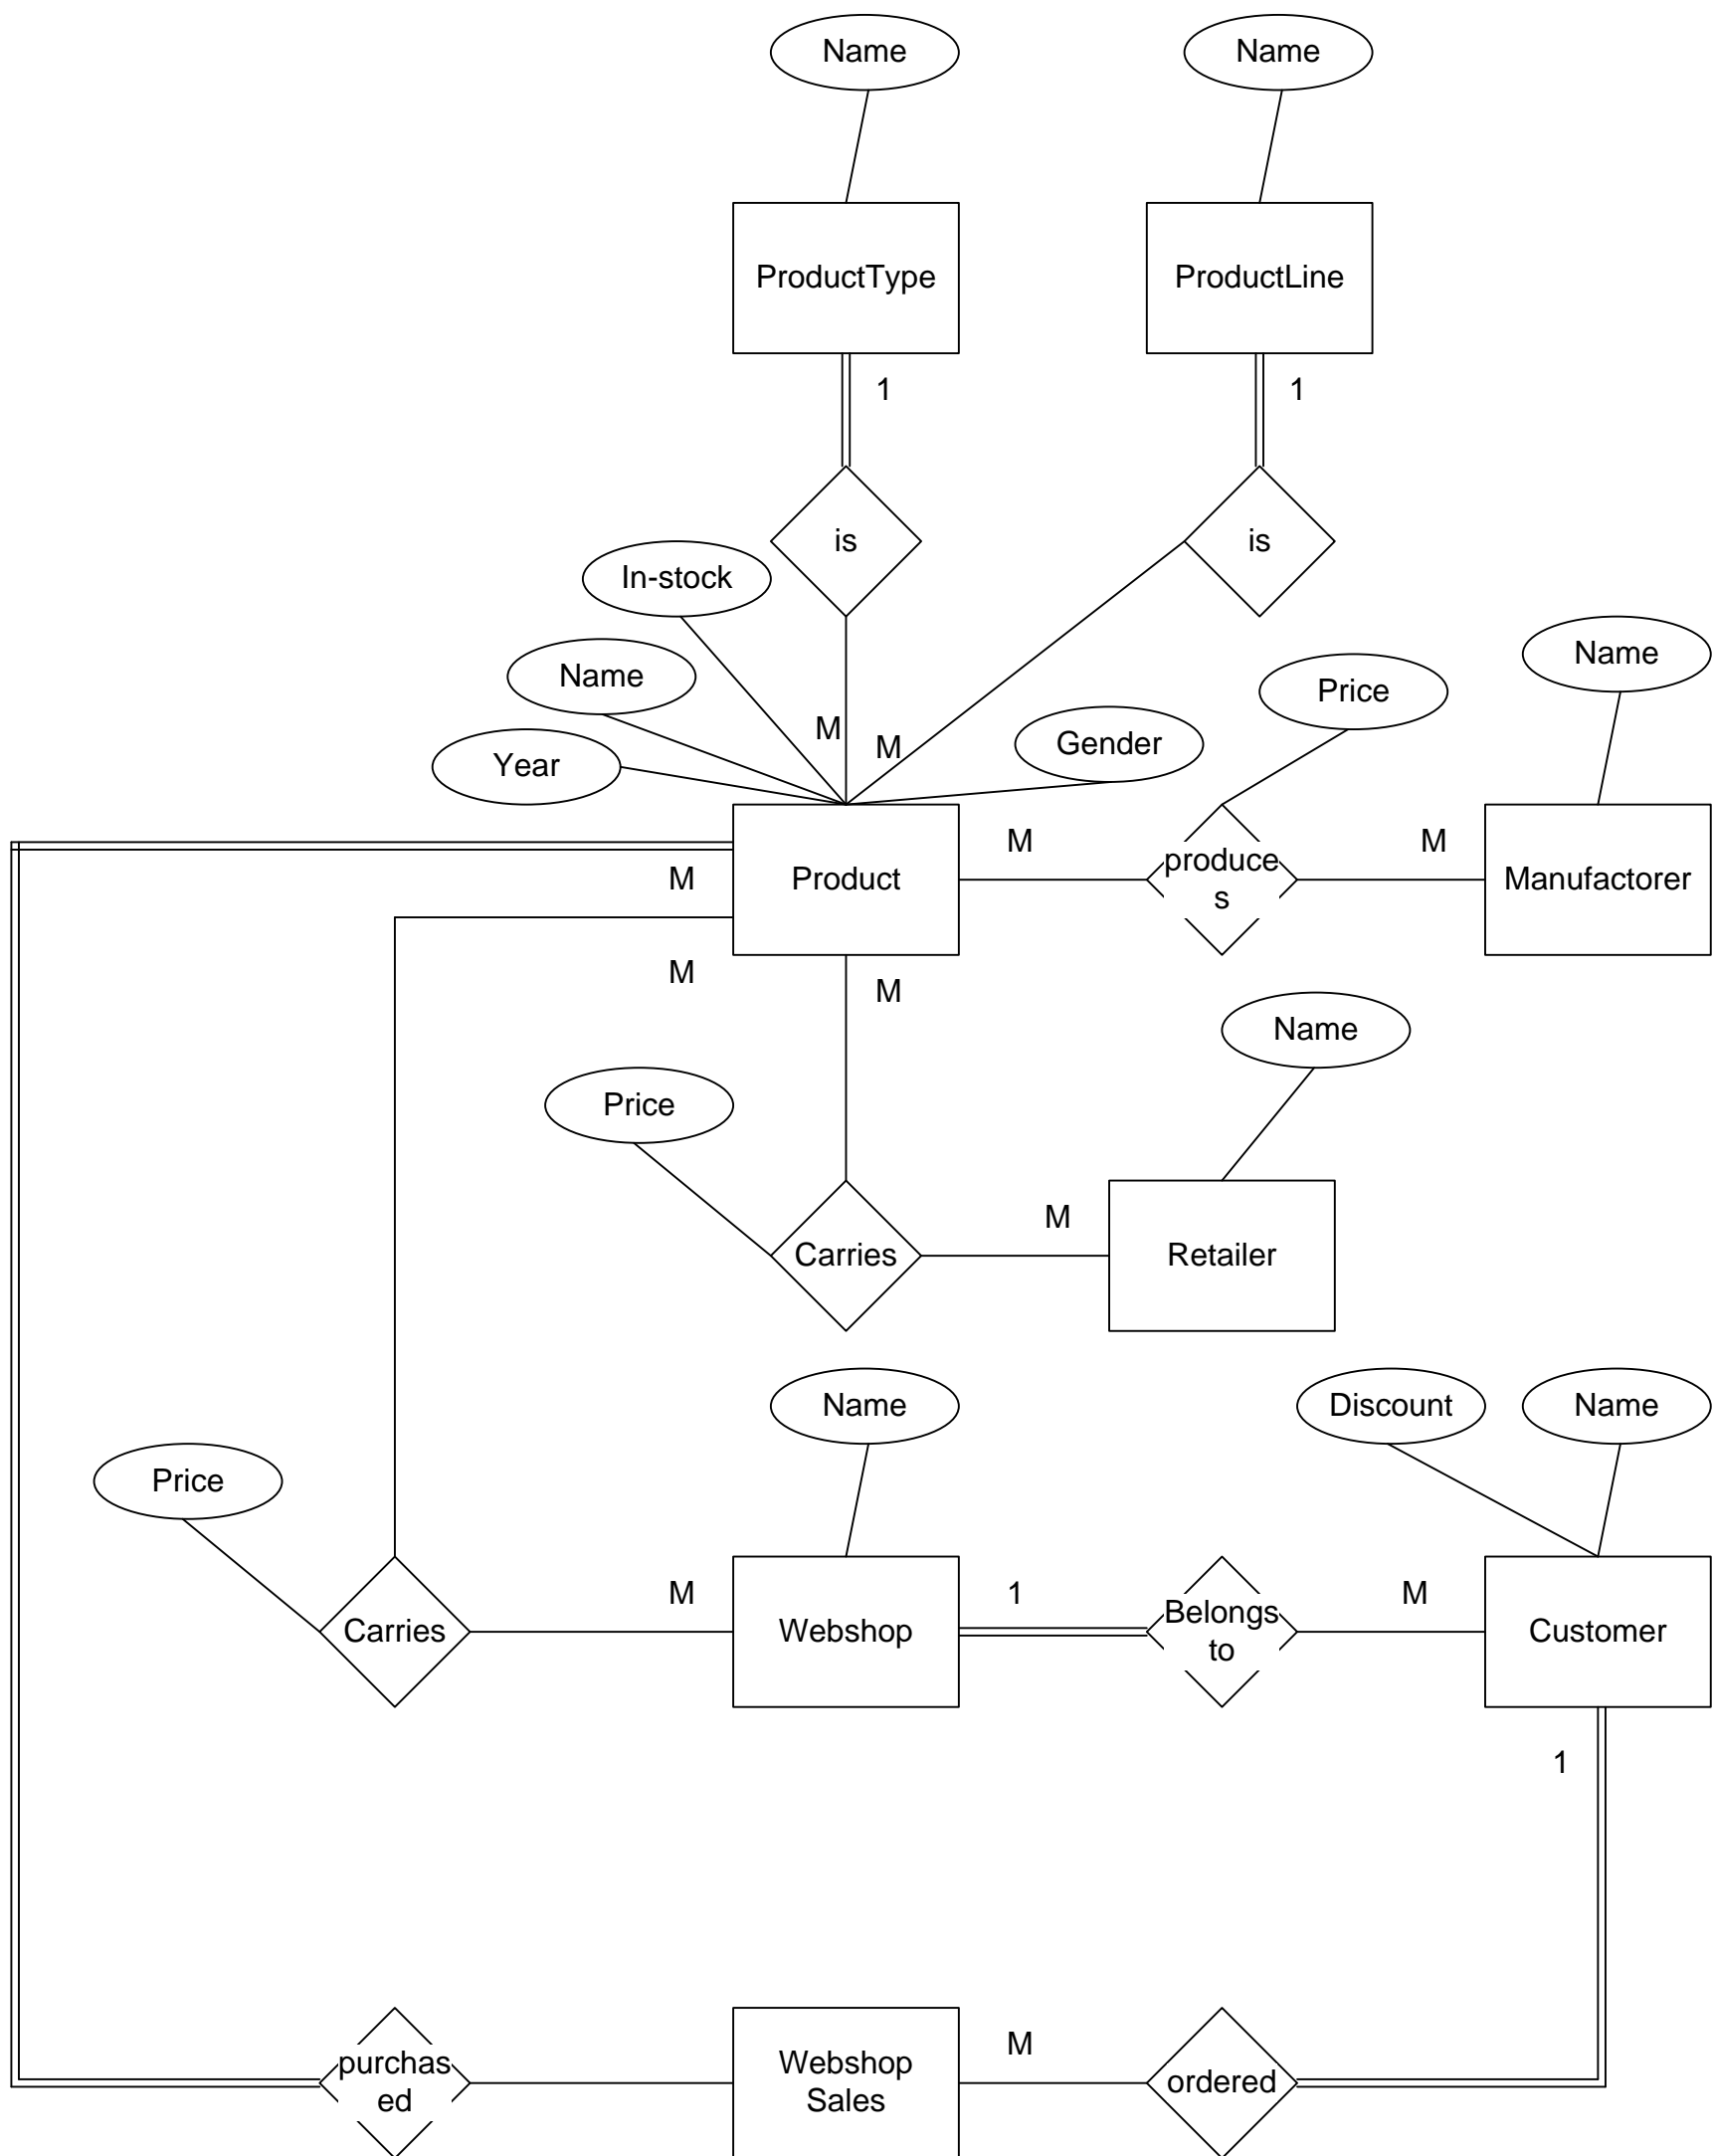 Name
Name
ProductType
ProductLine
1
1
is
is
In-stock
Name
Name
Price
M
M
Gender
Year
M
M
produce
s
M
Product
Manufactorer
M
M
Name
Price
M
Carries
Retailer
Name
Discount
Name
Price
M
1
M
Carries
Webshop
Belongs
to
Customer
1
M
purchas
ed
Webshop
Sales
ordered